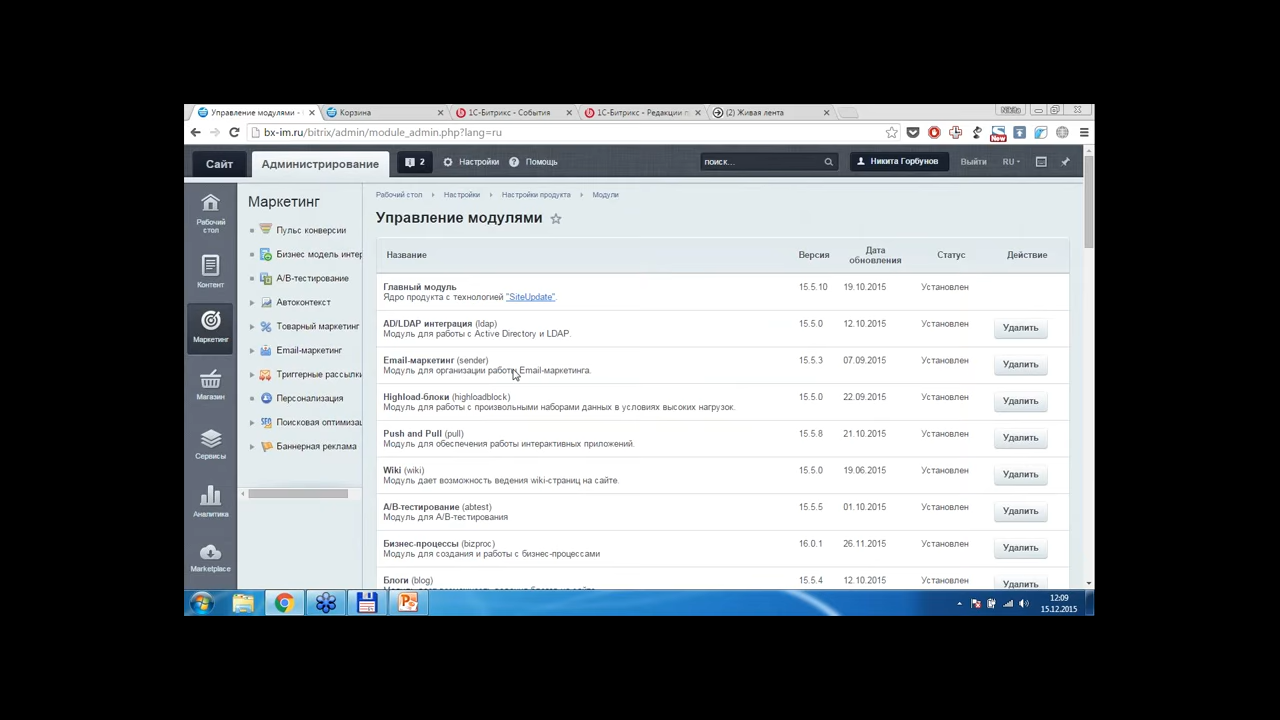 Управление модулями -
Корзина
1С-Битрикс - События
1С-Битрикс - Редакции п
(2) Живая лента
bx-im.ru/bitrix/admin/module_admin.php?lang=ru
New
Сайт
Администрирование
2
Настройки
Помощь
поиск...
Никита Горбунов
Выйти
RU
Рабочий стол
Контент
Маркетинг
Магазин
Сервисы
Аналитика
Marketplace
Маркетинг
Пульс конверсии
Бизнес модель интер
A/B-тестирование
Автоконтекст
Товарный маркетинг
Email-маркетинг
Триггерные рассылки
Персонализация
Поисковая оптимизац
Баннерная реклама
Рабочий стол Настройки Настройки продукта Модули
Управление модулями
Название Версия Дата обновления Статус Действие
Главный модуль 15.5.10 19.10.2015 Установлен
Ядро продукта с технологией "SiteUpdate".
AD/LDAP интеграция (ldap) 15.5.0 12.10.2015 Установлен Удалить
Модуль для работы с Active Directory и LDAP.
Email-маркетинг (sender) 15.5.3 07.09.2015 Установлен Удалить
Модуль для организации работы Email-маркетинга.
Highload-блоки (highloadblock) 15.5.0 22.09.2015 Установлен Удалить
Модуль для работы с произвольными наборами данных в условиях высоких нагрузок.
Push and Pull (pull) 15.5.8 21.10.2015 Установлен Удалить
Модуль для обеспечения работы интерактивных приложений.
Wiki (wiki) 15.5.0 19.06.2015 Установлен Удалить
Модуль дает возможность ведения wiki-страниц на сайте.
A/B-тестирование (abtest) 15.5.5 01.10.2015 Установлен Удалить
Модуль для A/B-тестирования
Бизнес-процессы (bizproc) 16.0.1 26.11.2015 Установлен Удалить
Модуль для создания и работы с бизнес-процессами
Блоги (blog) 15.5.4 12.10.2015 Установлен Удалить
12:09
15.12.2015